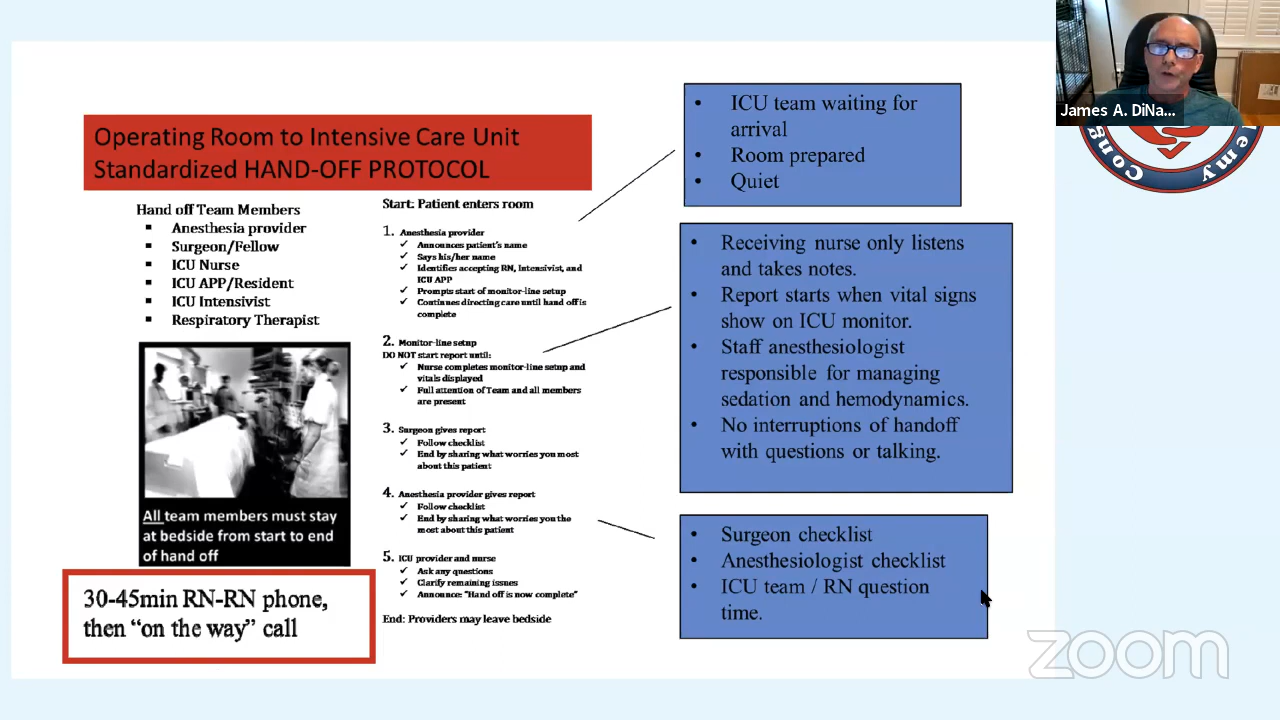 Operating Room to Intensive Care Unit
Standardized HAND-OFF PROTOCOL
Hand off Team Members
▪ Anesthesia provider
▪ Surgeon/Fellow
▪ ICU Nurse
▪ ICU APP/Resident
▪ ICU Intensivist
▪ Respiratory Therapist
All team members must stay
at bedside from start to end
of hand off
30-45min RN-RN phone,
then “on the way” call
Start: Patient enters room
1. Anesthesia provider
✓ Announces patient's name
✓ Says his/her name
✓ Identifies accepting RN, Intensivist, and
ICU APP
✓ Prompts start of monitor-line setup
✓ Continues directing care until hand off is
complete
2. Monitor-line setup
DO NOT start report until:
✓ Nurse completes monitor-line setup and
vitals displayed
✓ Full attention of Team and all members
are present
3. Surgeon gives report
✓ Follow checklist
✓ End by sharing what worries you most
about this patient
4. Anesthesia provider gives report
✓ Follow checklist
✓ End by sharing what worries you the
most about this patient
5. ICU provider and nurse
✓ Ask any questions
✓ Clarify remaining issues
✓ Announce: “Hand off is now complete”
End: Providers may leave bedside
• ICU team waiting for
arrival
• Room prepared
• Quiet
• Receiving nurse only listens
and takes notes.
• Report starts when vital signs
show on ICU monitor.
• Staff anesthesiologist
responsible for managing
sedation and hemodynamics.
• No interruptions of handoff
with questions or talking.
• Surgeon checklist
• Anesthesiologist checklist
• ICU team / RN question
time.
James A. DiNa...
Cong
lemy
zoom